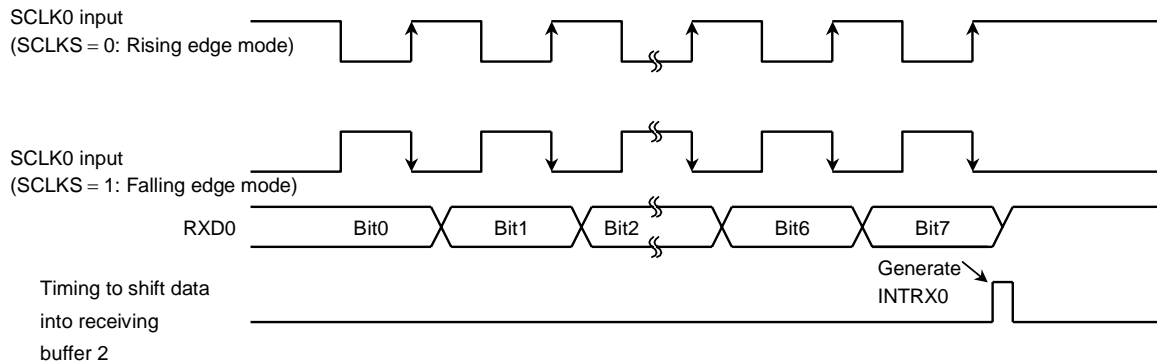 SCLK0 input
(SCLKS = 0: Rising edge mode)
SCLK0 input
(SCLKS = 1: Falling edge mode)
RXD0
Bit0
Bit1
Bit2
Bit6
Bit7
Generate
INTRX0
Timing to shift data
into receiving
buffer 2